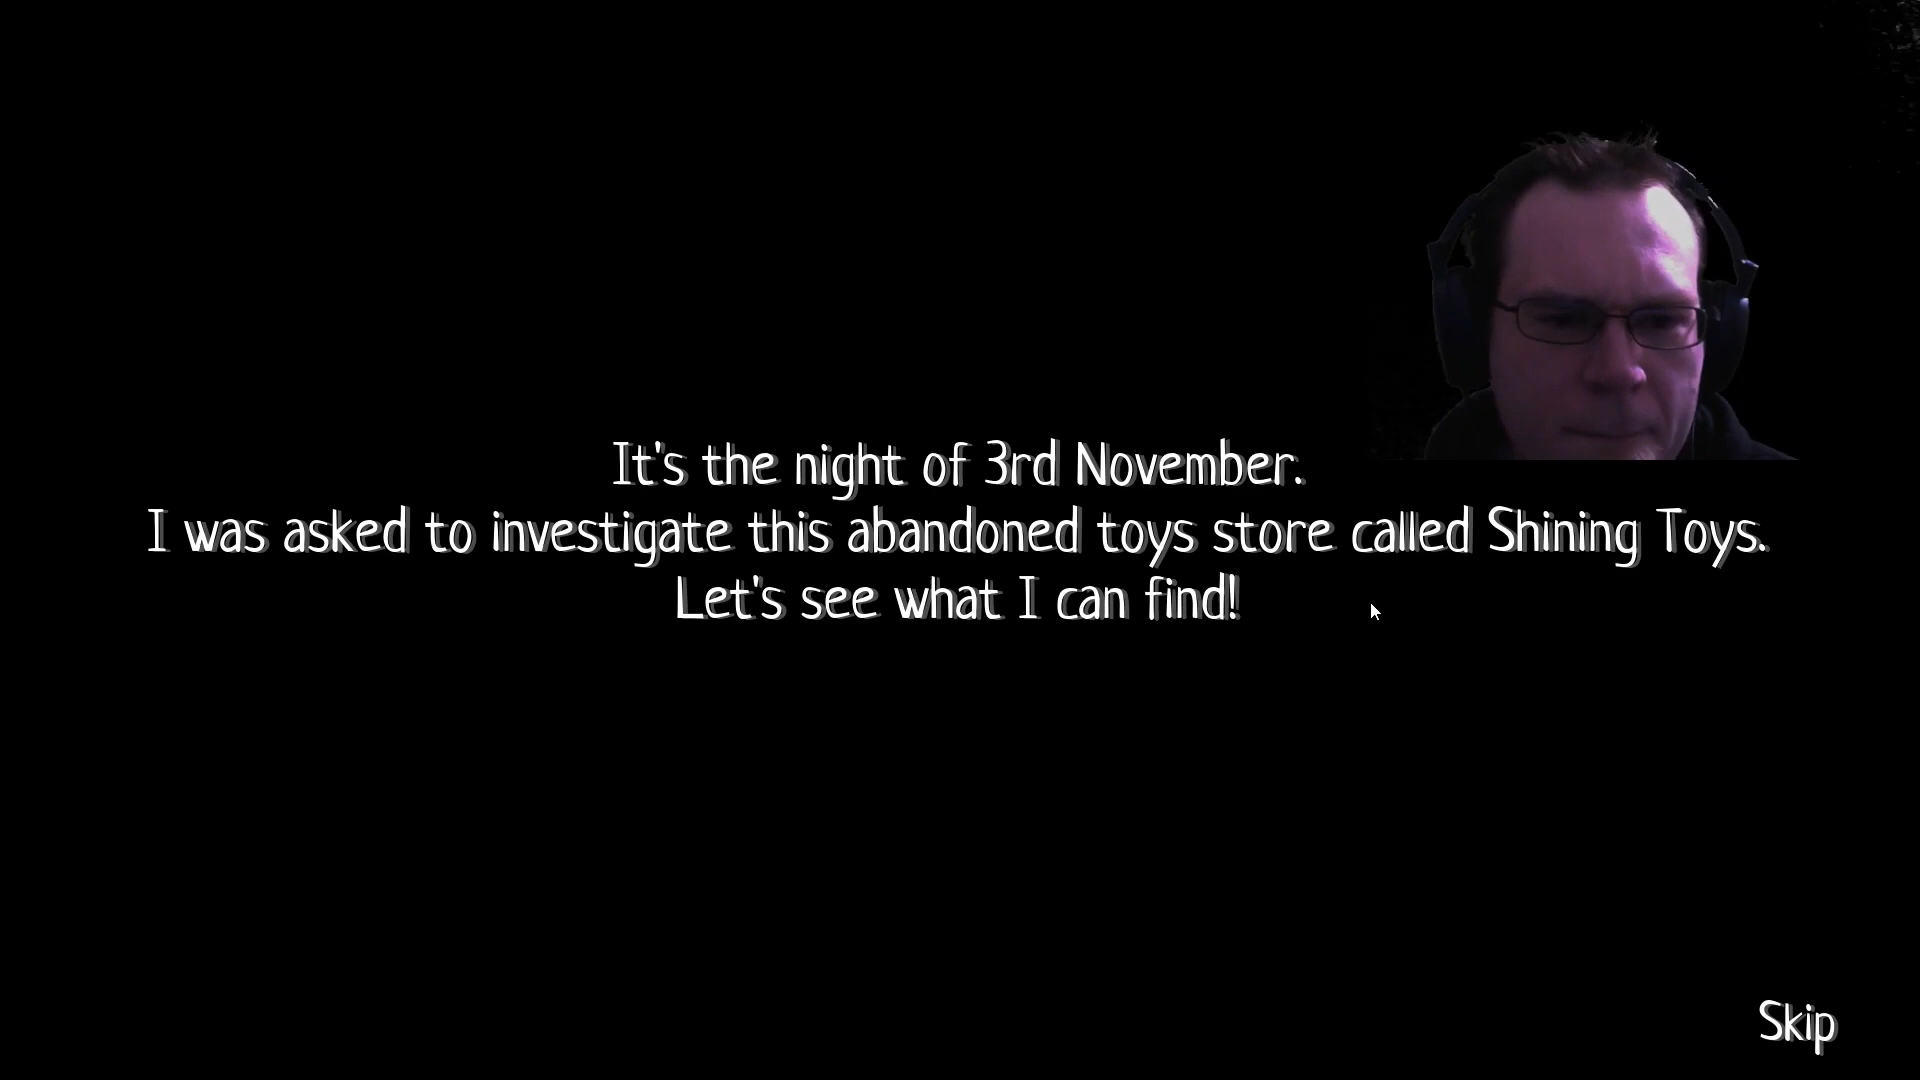 It's the night of 3rd November.
I was asked to investigate this abandoned toys store called Shining Toys.
Let's see what I can find!
Skip